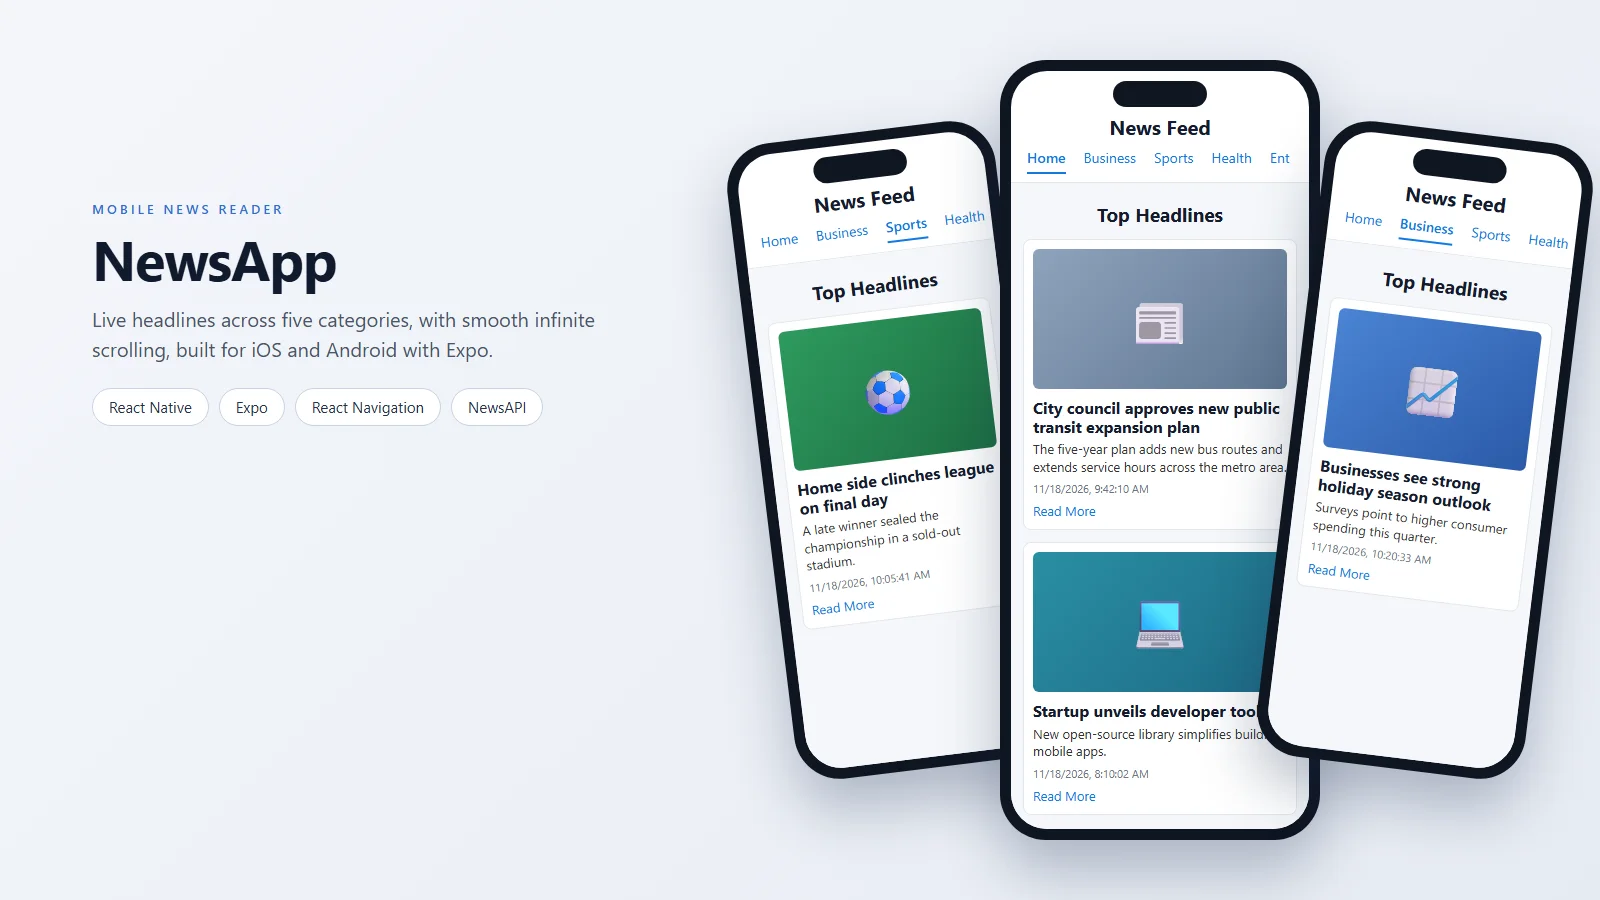 MOBILE NEWS READER
NewsApp
Live headlines across five categories, with smooth infinite
scrolling, built for iOS and Android with Expo.
React Native
Expo
React Navigation
NewsAPI
News Feed
Home
Business
Sports
Health
Top Headlines
Home side clinches league
on final day
A late winner sealed the
championship in a sold-out
stadium.
11/18/2026, 10:05:41 AM
Read More
News Feed
Home
Business
Sports
Health
Ent
Top Headlines
City council approves new public
transit expansion plan
The five-year plan adds new bus routes and
extends service hours across the metro area.
11/18/2026, 9:42:10 AM
Read More
Startup unveils developer tool
New open-source library simplifies build
mobile apps.
11/18/2026, 8:10:02 AM
Read More
News Feed
Home
Business
Sports
Health
Top Headlines
Businesses see strong
holiday season outlook
Surveys point to higher consumer
spending this quarter.
11/18/2026, 10:20:33 AM
Read More